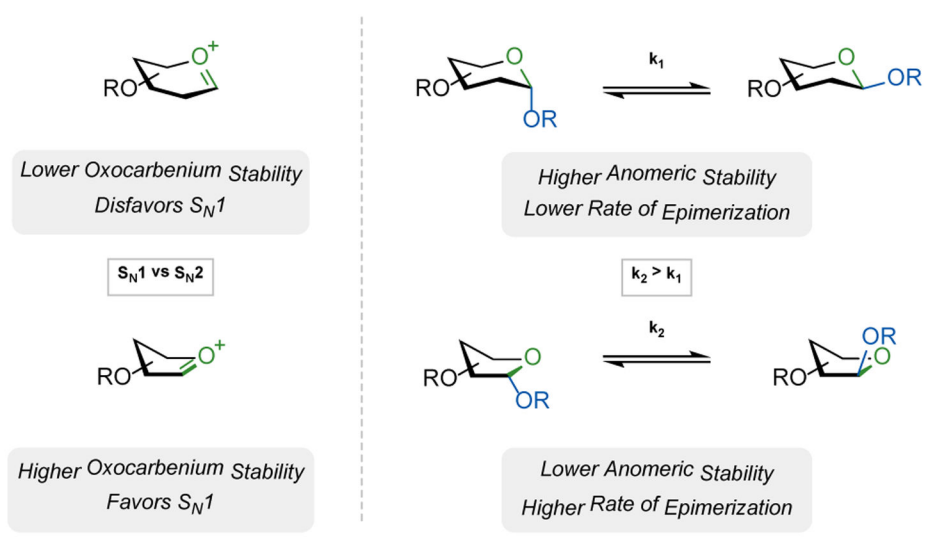 O+
RO
Lower Oxocarbenium Stability
Disfavors SN1
SN1 vs SN2
O+
RO
Higher Oxocarbenium Stability
Favors SN1
RO O OR
k1
RO O OR
Higher Anomeric Stability
Lower Rate of Epimerization
k2 > k1
RO O OR
k2
RO O OR
Lower Anomeric Stability
Higher Rate of Epimerization